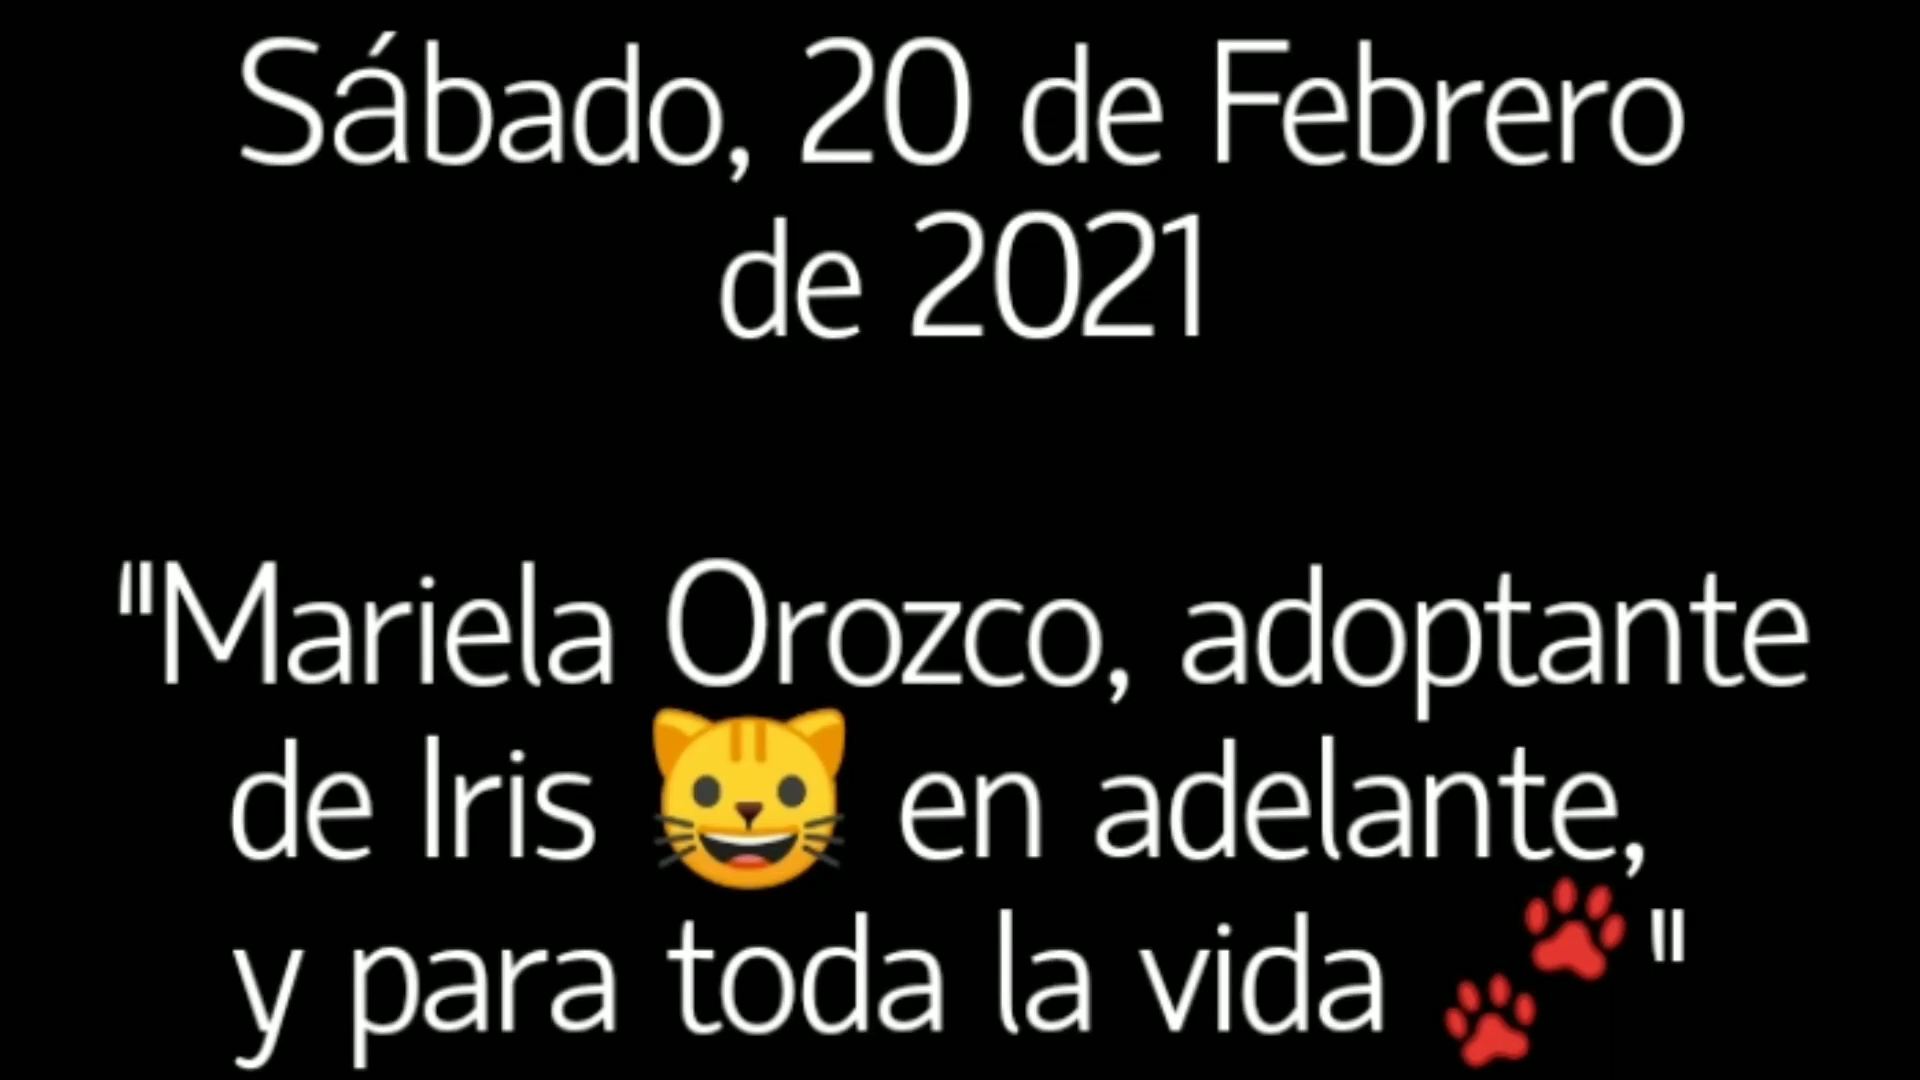 Sábado, 20 de Febrero
de 2021
"Mariela Orozco, adoptante
de Iris 😺 en adelante,
y para toda la vida 🐾"